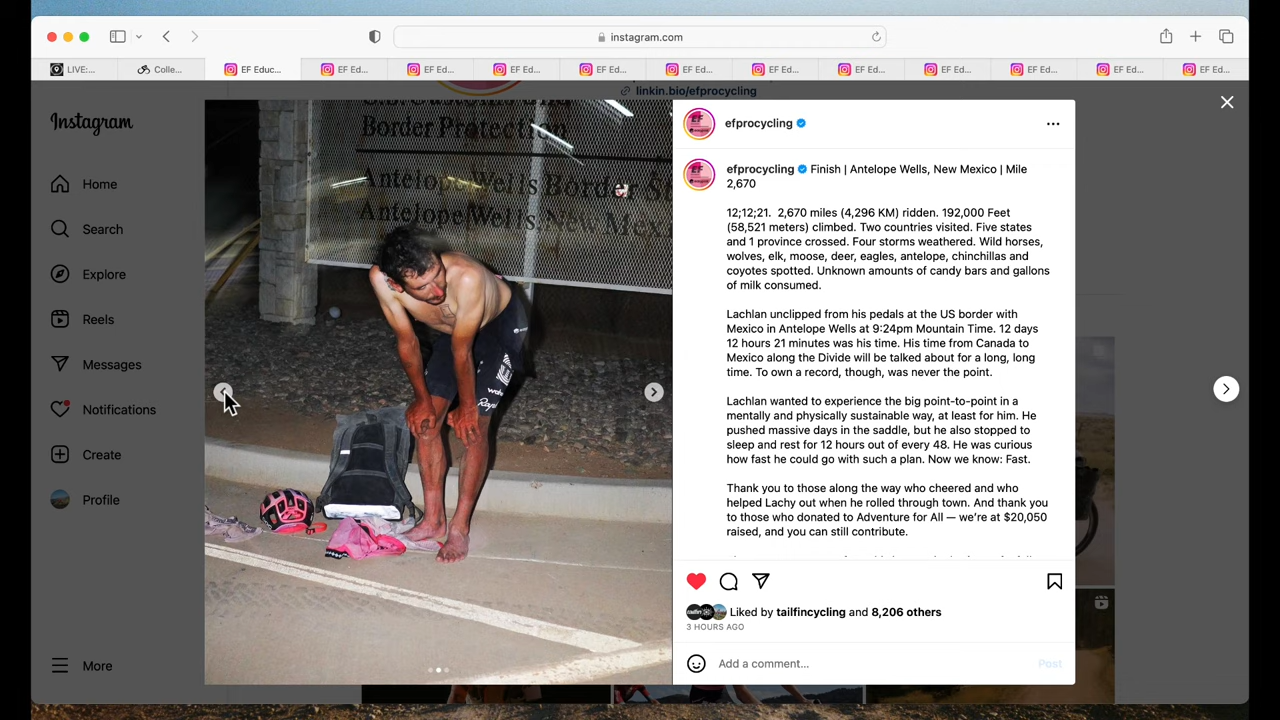 instagram.com
LIVE:...
Colle...
EF Educ...
EF Ed...
EF Ed...
EF Ed...
EF Ed...
EF Ed...
EF Ed...
EF Ed...
EF Ed...
EF Ed...
EF Ed...
EF Ed...
linkin.bio/efprocycling
Instagram
Home
Search
Explore
Reels
Messages
Notifications
Create
Profile
More
U.S. Customs and
Border Protection
Antelope Wells Border St
Antelope Wells, New Mexico
efprocycling
efprocycling Finish | Antelope Wells, New Mexico | Mile
2,670
12;12;21. 2,670 miles (4,296 KM) ridden. 192,000 Feet
(58,521 meters) climbed. Two countries visited. Five states
and 1 province crossed. Four storms weathered. Wild horses,
wolves, elk, moose, deer, eagles, antelope, chinchillas and
coyotes spotted. Unknown amounts of candy bars and gallons
of milk consumed.
Lachlan unclipped from his pedals at the US border with
Mexico in Antelope Wells at 9:24pm Mountain Time. 12 days
12 hours 21 minutes was his time. His time from Canada to
Mexico along the Divide will be talked about for a long, long
time. To own a record, though, was never the point.
Lachlan wanted to experience the big point-to-point in a
mentally and physically sustainable way, at least for him. He
pushed massive days in the saddle, but he also stopped to
sleep and rest for 12 hours out of every 48. He was curious
how fast he could go with such a plan. Now we know: Fast.
Thank you to those along the way who cheered and who
helped Lachy out when he rolled through town. And thank you
to those who donated to Adventure for All — we're at $20,050
raised, and you can still contribute.
Liked by tailfincycling and 8,206 others
3 HOURS AGO
Add a comment...
Post